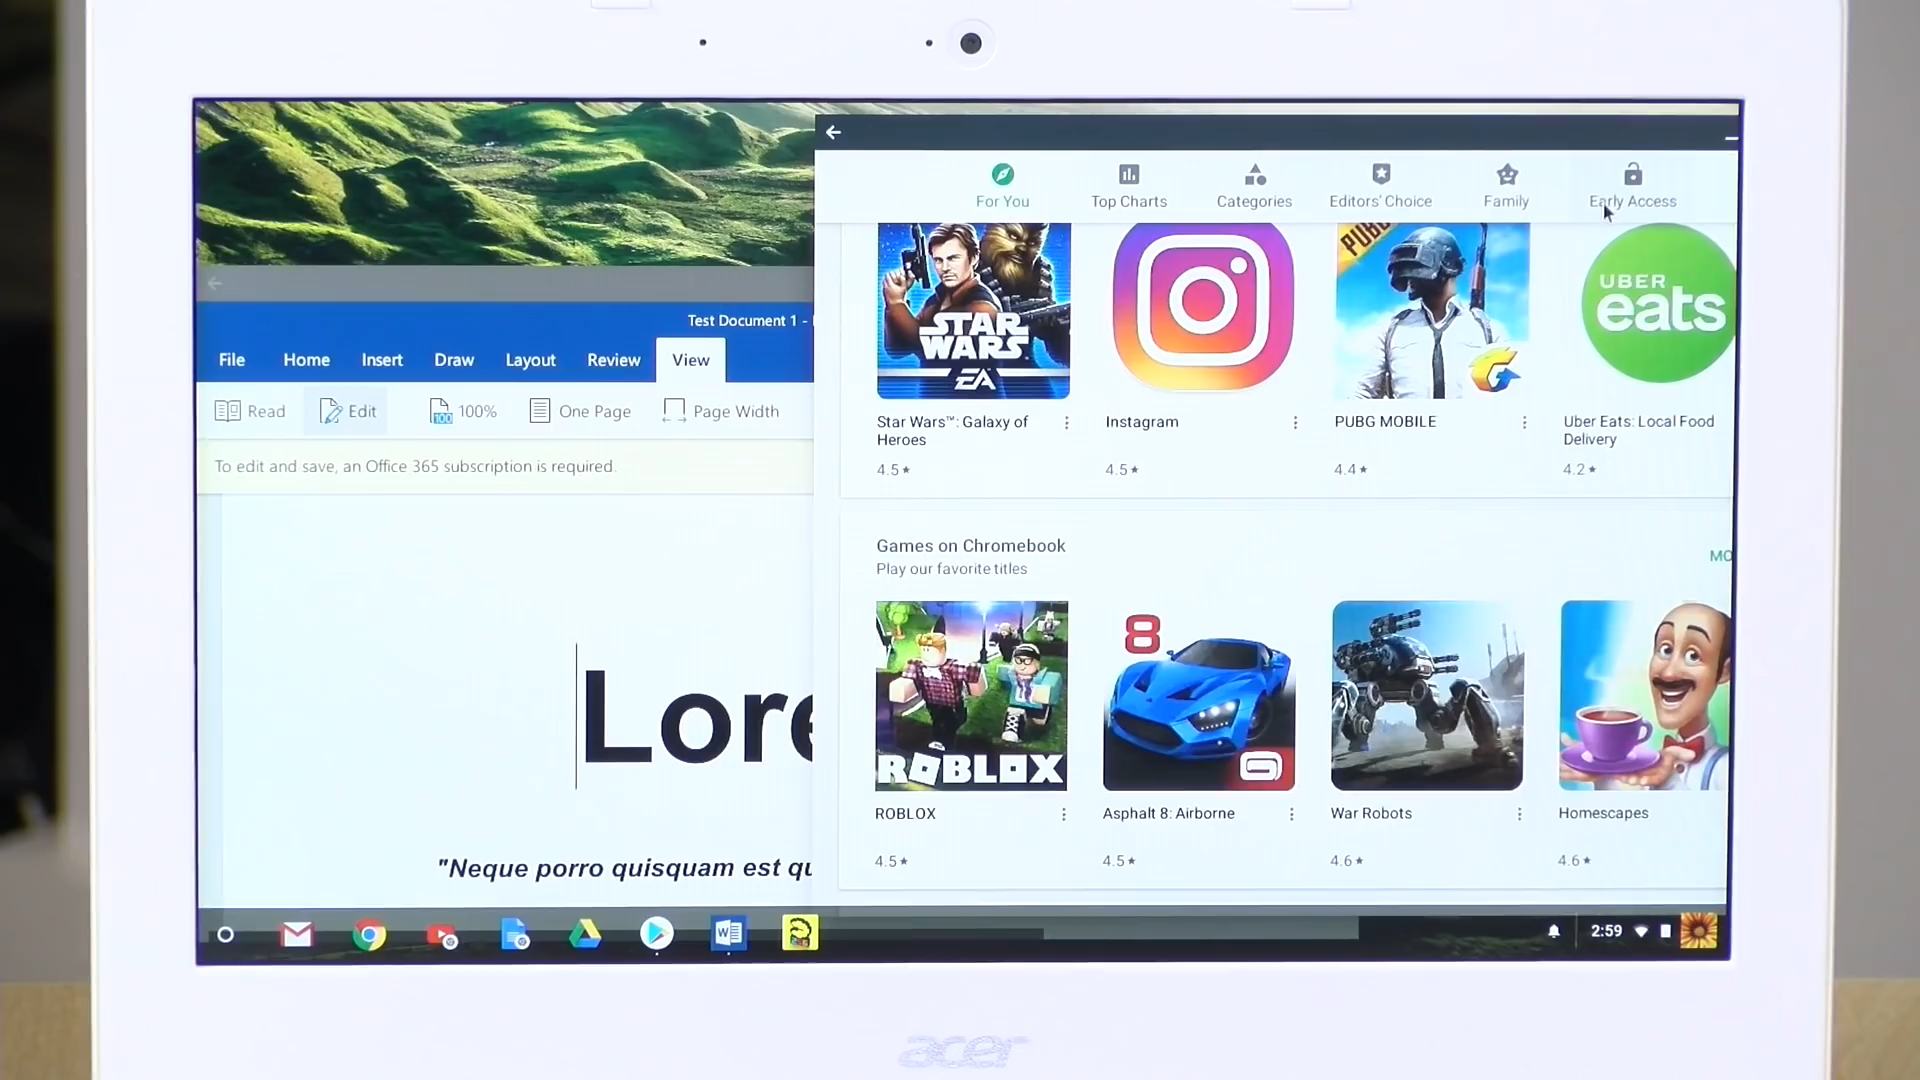 For You
Top Charts
Categories
Editors' Choice
Family
Early Access
Test Document 1 -
File
Home
Insert
Draw
Layout
Review
View
Read
Edit
100
100%
One Page
Page Width
To edit and save, an Office 365 subscription is required.
Lore
"Neque porro quisquam est qu
STAR
WARS
EA
PUBG
UBER
eats
Star Wars™: Galaxy of
Heroes
4.5★
Instagram
4.5★
PUBG MOBILE
4.4★
Uber Eats: Local Food
Delivery
4.2★
Games on Chromebook
Play our favorite titles
MO
ROBLOX
8
ROBLOX
4.5★
Asphalt 8: Airborne
4.5★
War Robots
4.6★
Homescapes
4.6★
W
2:59
acer